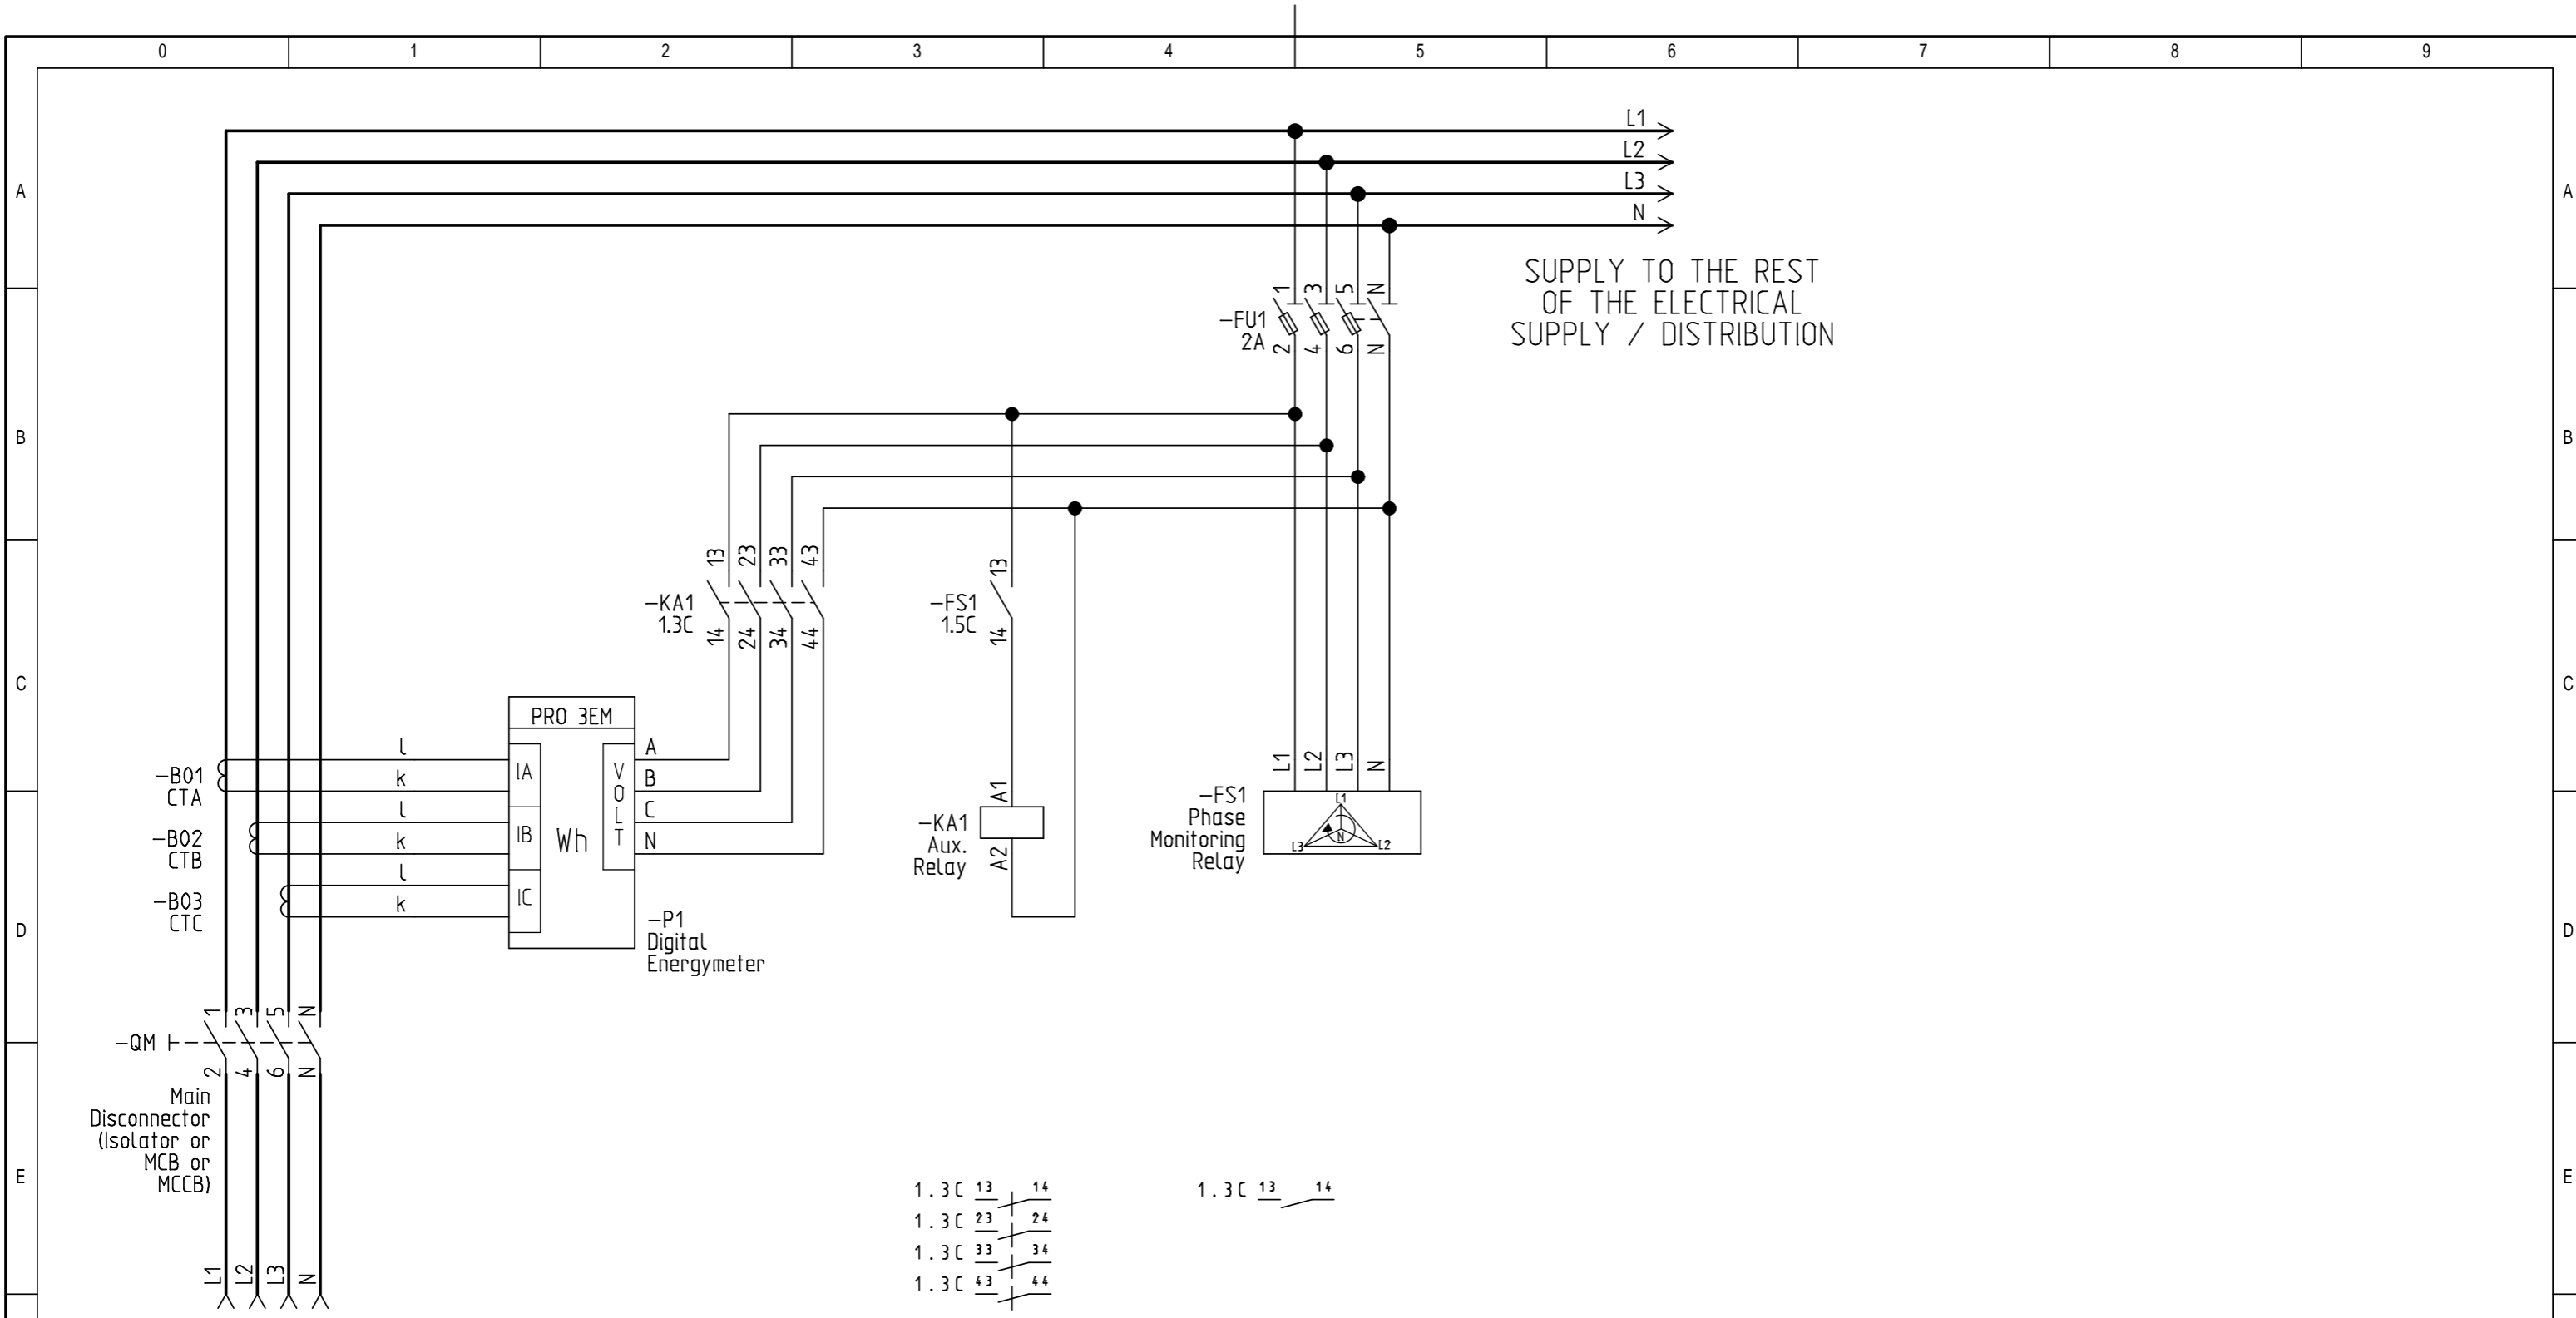 0 1 2 3 4 5 6 7 8 9
L1
L2
L3
N
A A
SUPPLY TO THE REST
OF THE ELECTRICAL
SUPPLY / DISTRIBUTION
1 3 5 N
-FU1
2A
2 4 6 N
B B
13 23 33 43
-KA1
1.3C
14 24 34 44
13
-FS1
1.5C
14
C C
PRO 3EM
l
k
l
k
l
k
IA
IB
IC
Wh
VOLT
A
B
C
N
-B01
CTA
-B02
CTB
-B03
CTC
-P1
Digital
Energymeter
A1
-KA1
Aux.
Relay
A2
L1 L2 L3 N
-FS1
Phase
Monitoring
Relay
L1
N
L3 L2
D D
1 3 5 N
-QM
2 4 6 N
Main
Disconnector
(Isolator or
MCB or
MCCB)
E E
1.3C 13 14
1.3C 23 24
1.3C 33 34
1.3C 43 44
1.3C 13 14
L1 L2 L3 N